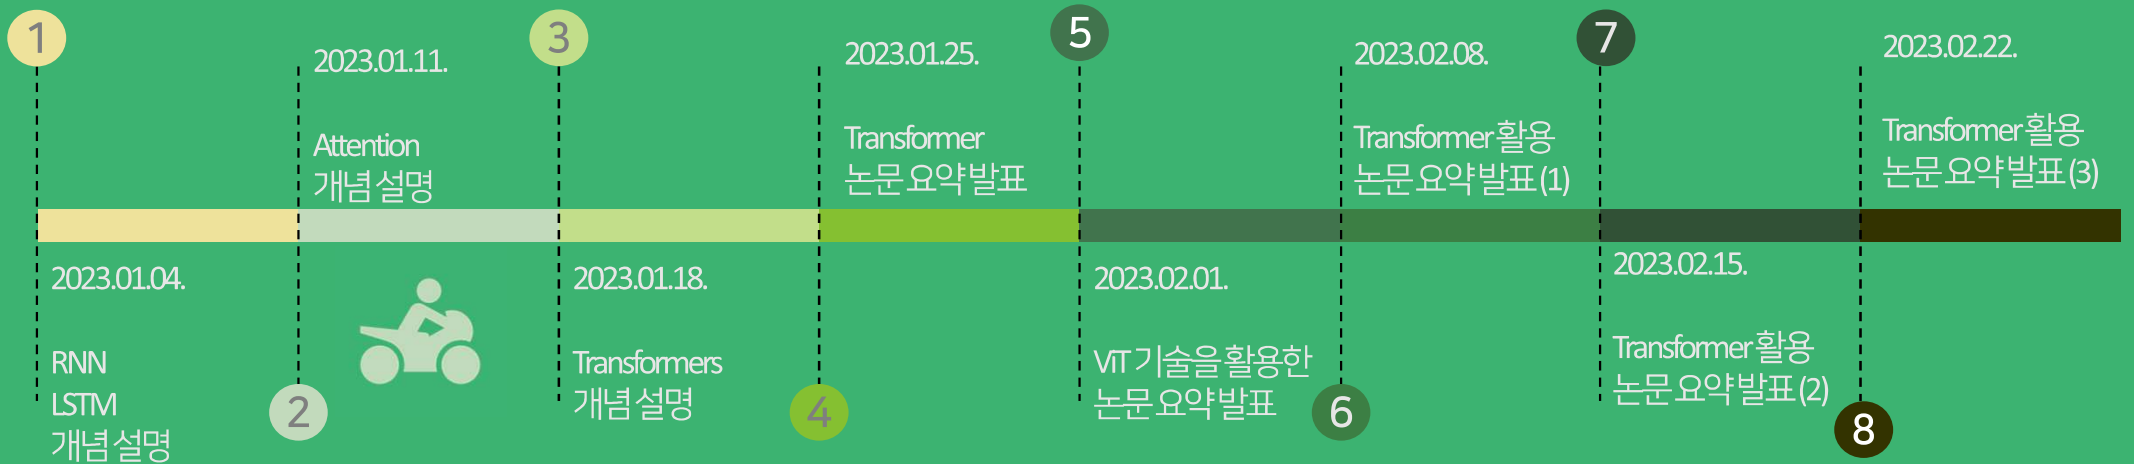 1
2023.01.04.
RNN
LSTM
개념 설명
2
2023.01.11.
Attention
개념 설명
3
2023.01.18.
Transformers
개념 설명
4
2023.01.25.
Transformer
논문 요약 발표
5
2023.02.01.
ViT 기술을 활용한
논문 요약 발표
6
2023.02.08.
Transformer 활용
논문 요약 발표 (1)
7
2023.02.15.
Transformer 활용
논문 요약 발표 (2)
8
2023.02.22.
Transformer 활용
논문 요약 발표 (3)